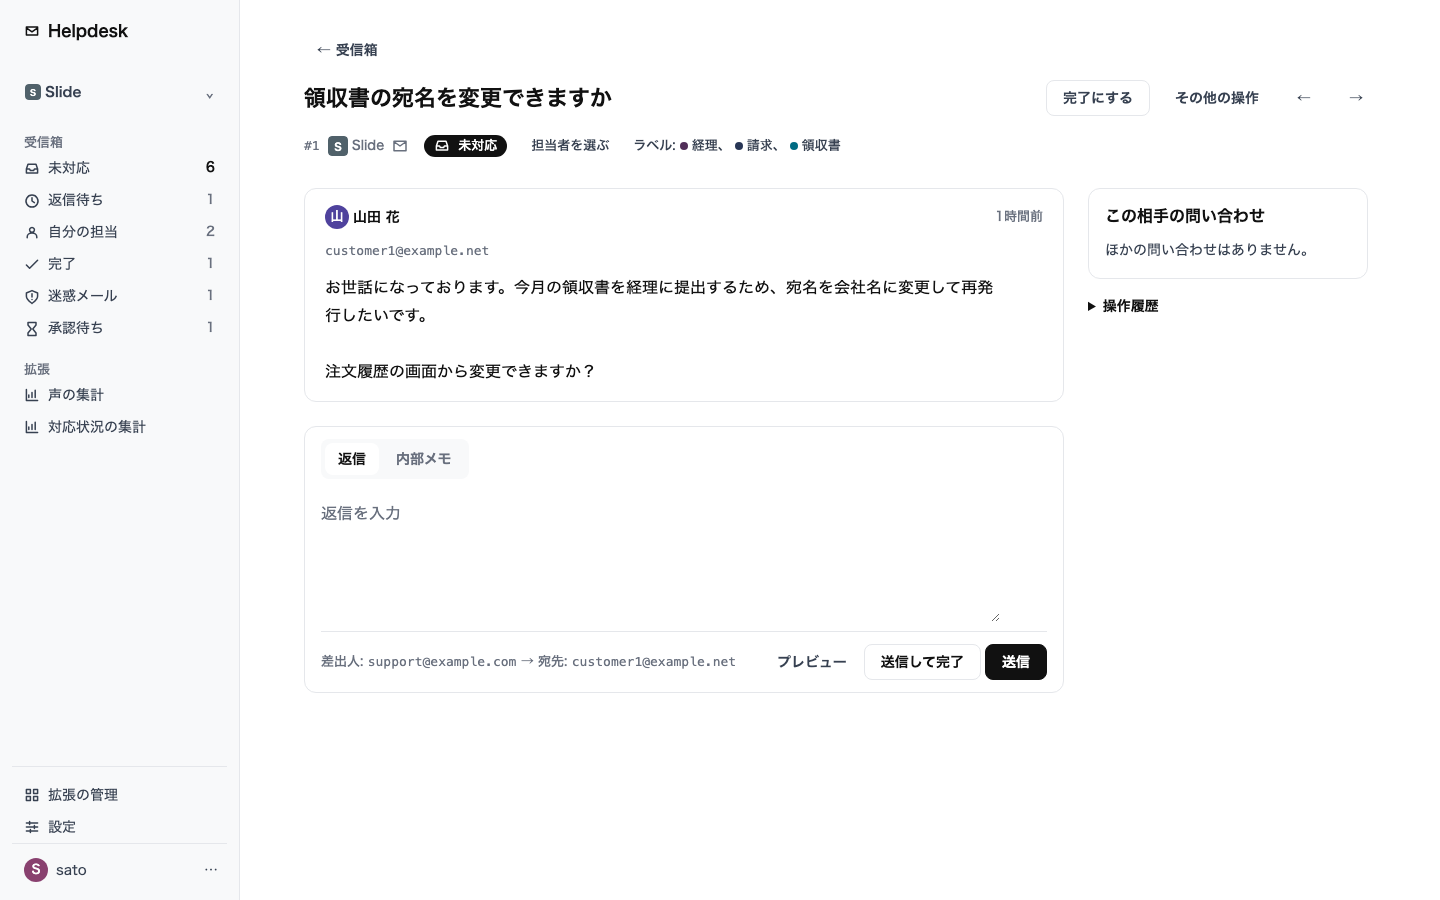 Helpdesk
S Slide
受信箱
未対応 6
返信待ち 1
自分の担当 2
完了 1
迷惑メール 1
承認待ち 1
拡張
声の集計
対応状況の集計
拡張の管理
設定
S sato …
← 受信箱
領収書の宛名を変更できますか
完了にする その他の操作 ← →
#1 S Slide 未対応 担当者を選ぶ ラベル: 経理、 請求、 領収書
山 山田 花 1時間前
customer1@example.net
お世話になっております。今月の領収書を経理に提出するため、宛名を会社名に変更して再発
行したいです。
注文履歴の画面から変更できますか？
返信 内部メモ
返信を入力
差出人: support@example.com → 宛先: customer1@example.net プレビュー 送信して完了 送信
この相手の問い合わせ
ほかの問い合わせはありません。
▶ 操作履歴